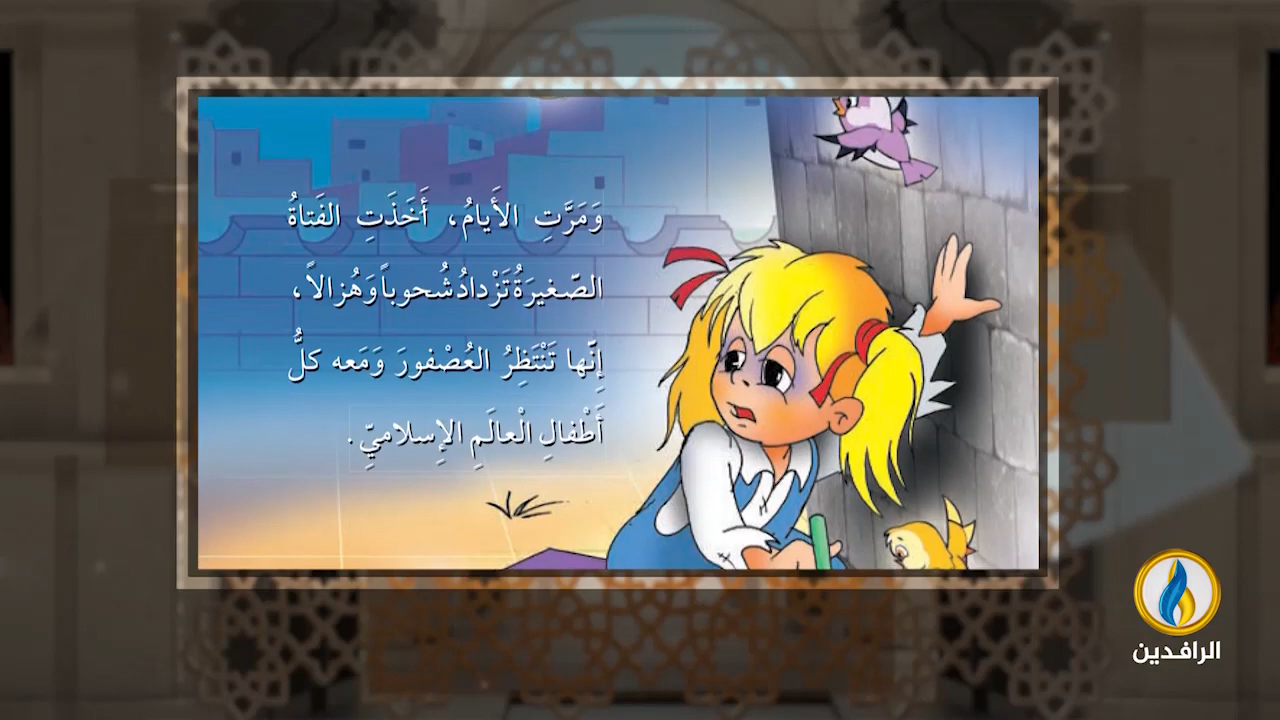 وَمَرَّتِ الأَيامُ، أَخَذَتِ الفَتاةُ
الصّغيرَةُ تَزْدادُ شُحوباً وَهُزالاً،
إِنّها تَنْتَظِرُ العُصْفورَ وَمَعه كلُّ
أَطْفالِ الْعالَمِ الإِسلاميِّ.
الرافدين